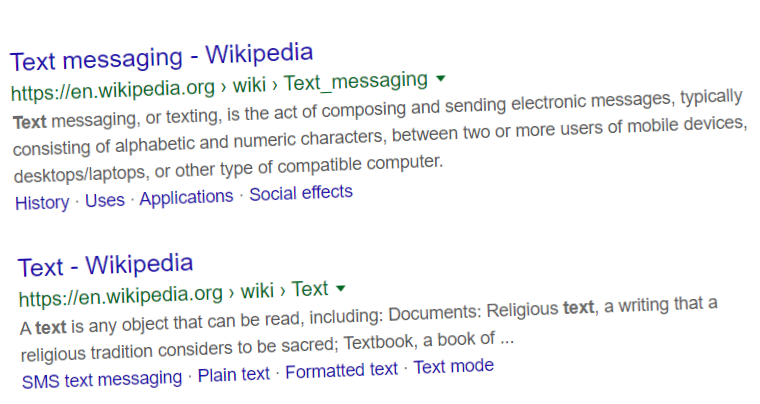 Text messaging - Wikipedia
https://en.wikipedia.org › wiki › Text_messaging
Text messaging, or texting, is the act of composing and sending electronic messages, typically
consisting of alphabetic and numeric characters, between two or more users of mobile devices,
desktops/laptops, or other type of compatible computer.
History · Uses · Applications · Social effects
Text - Wikipedia
https://en.wikipedia.org › wiki › Text
A text is any object that can be read, including: Documents: Religious text, a writing that a
religious tradition considers to be sacred; Textbook, a book of ...
SMS text messaging · Plain text · Formatted text · Text mode